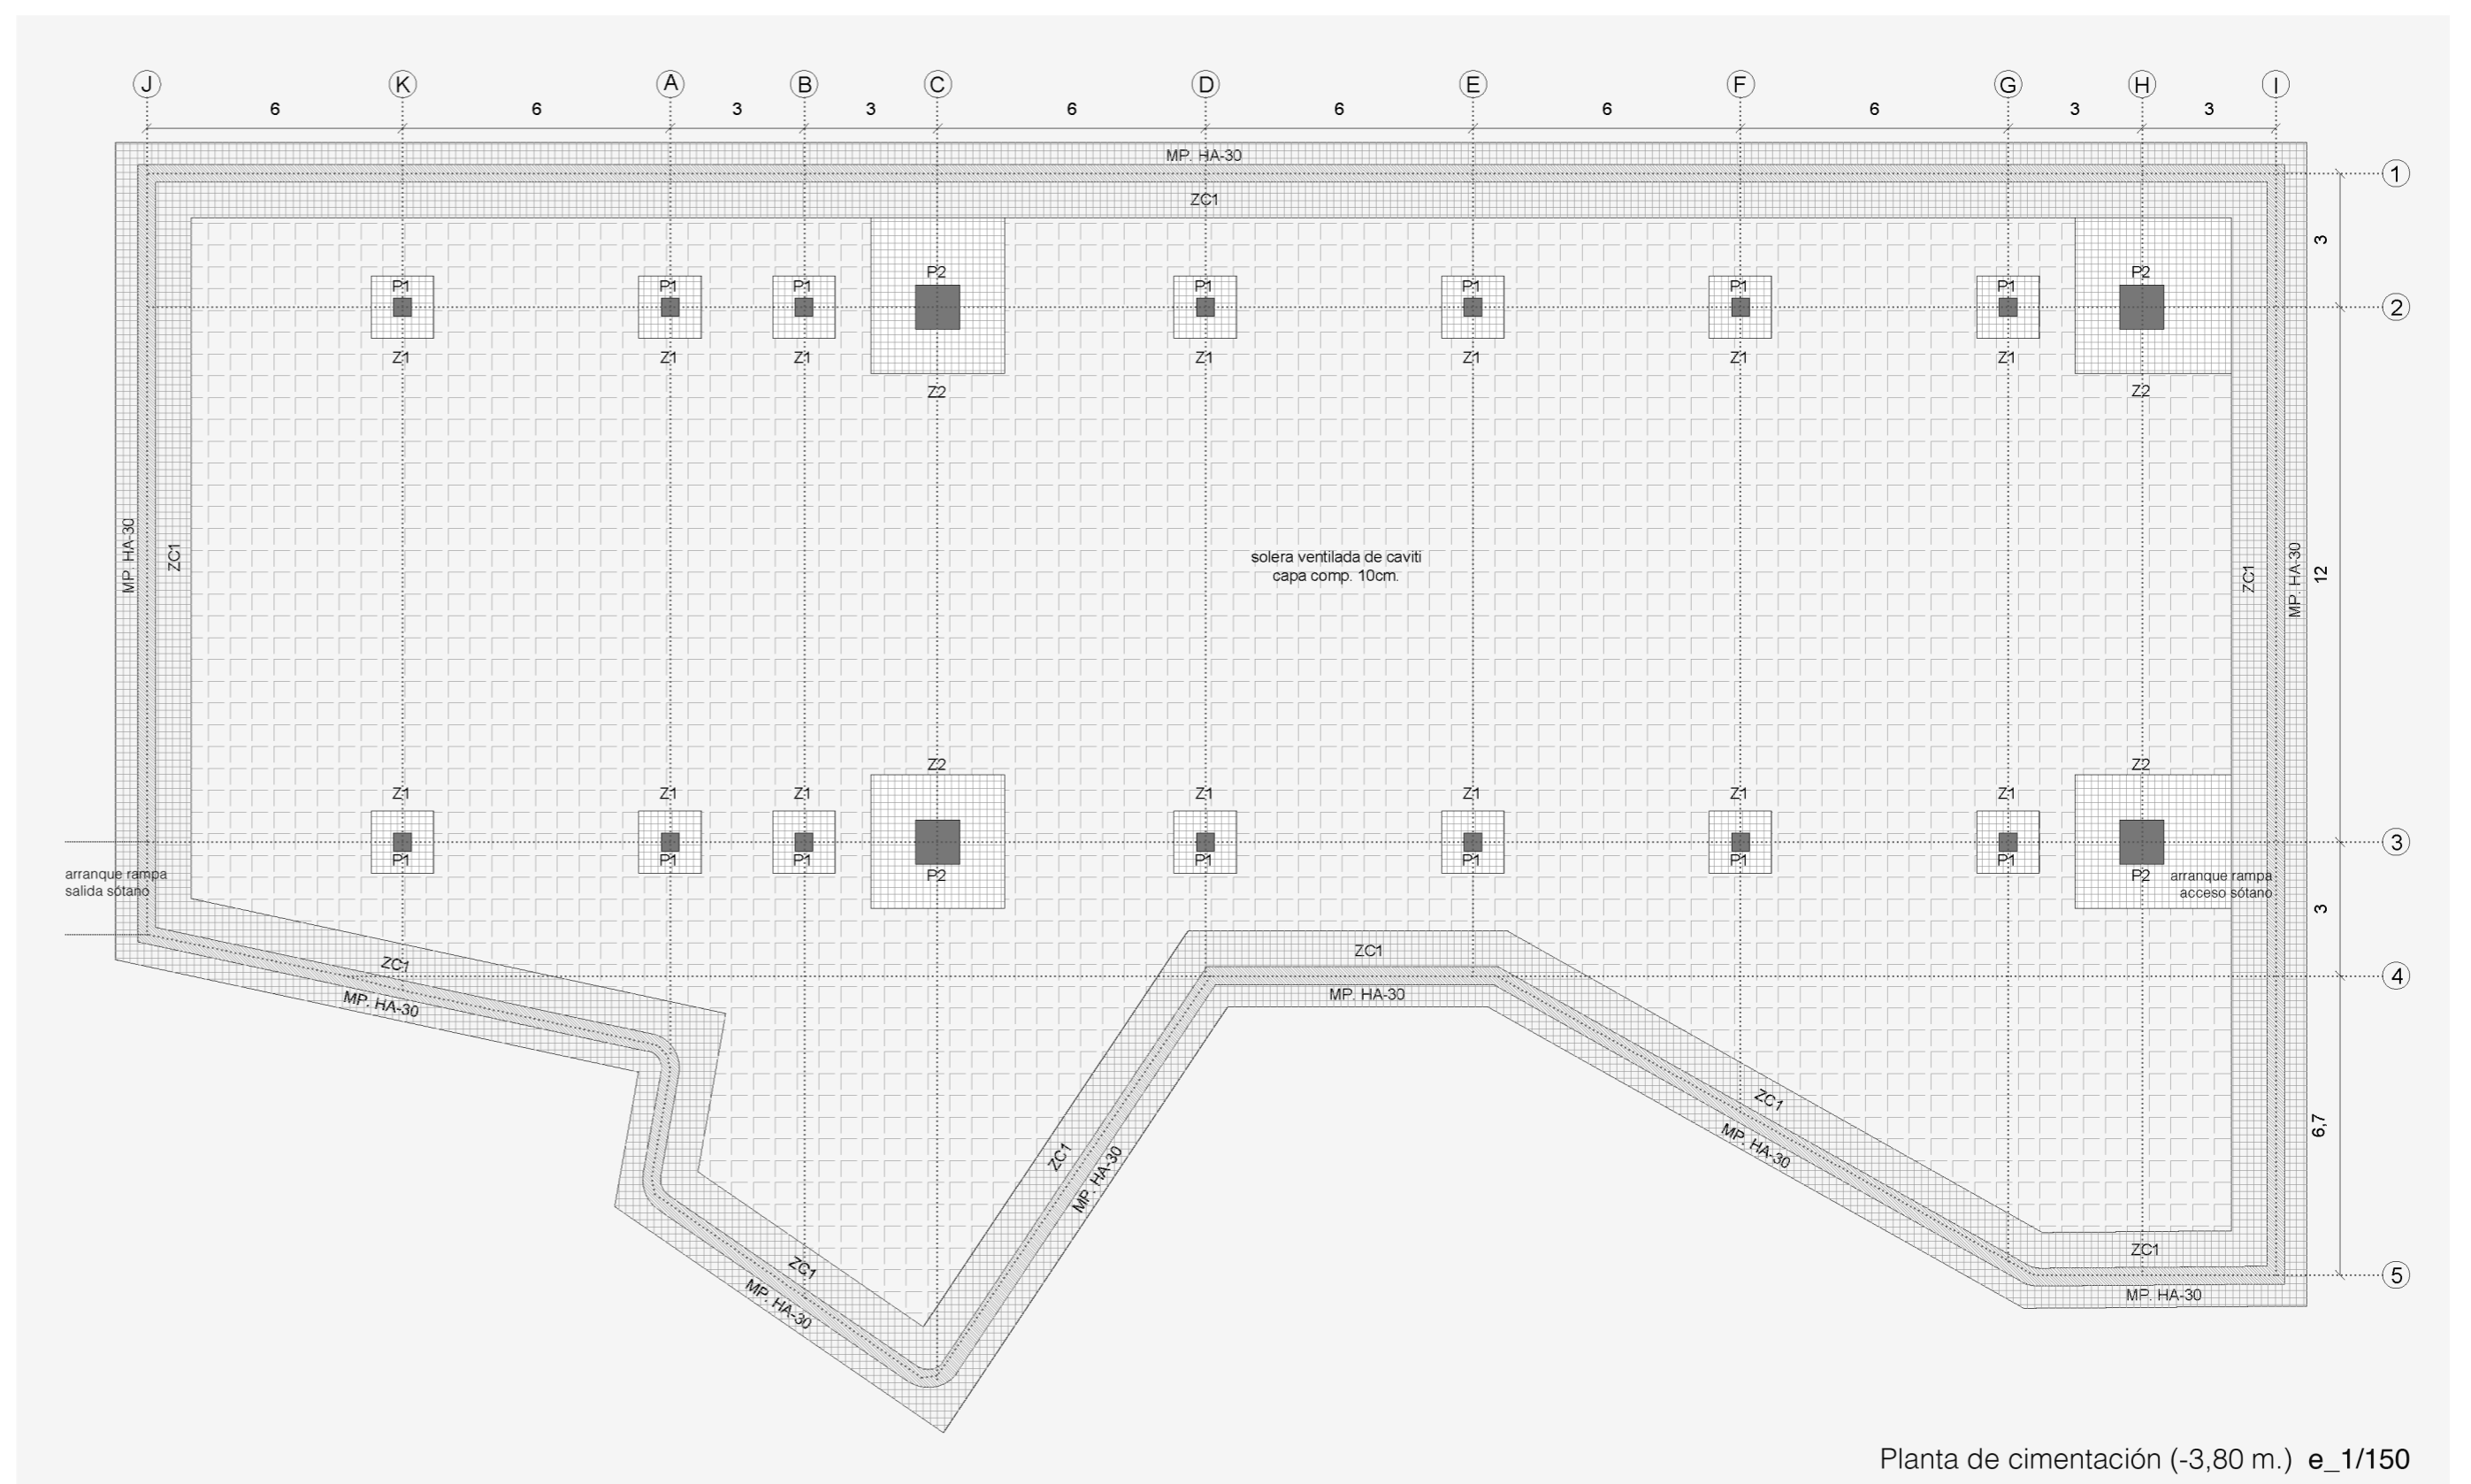 J K A B C D E F G H I
6 6 3 3 6 6 6 6 3 3
MP. HA-30
1
ZC1
3
P2 P2
P1 P1 P1 P1 P1 P1 P1
2
Z1 Z1 Z1 Z1 Z1 Z1 Z1
Z2 Z2
MP. HA-30
ZC1
solera ventilada de caviti
capa comp. 10cm.
ZC1
MP. HA-30
12
Z2 Z2
Z1 Z1 Z1 Z1 Z1 Z1 Z1
3
P1 P1 P1 P1 P1 P1 P1
P2 P2
arranque rampa
salida sótano
arranque rampa
acceso sótano
3
ZC1
ZC1
4
MP. HA-30
MP. HA-30
ZC1
6,7
MP. HA-30
ZC1
MP. HA-30
ZC1
MP. HA-30
ZC1
5
MP. HA-30
Planta de cimentación (-3,80 m.) e_1/150